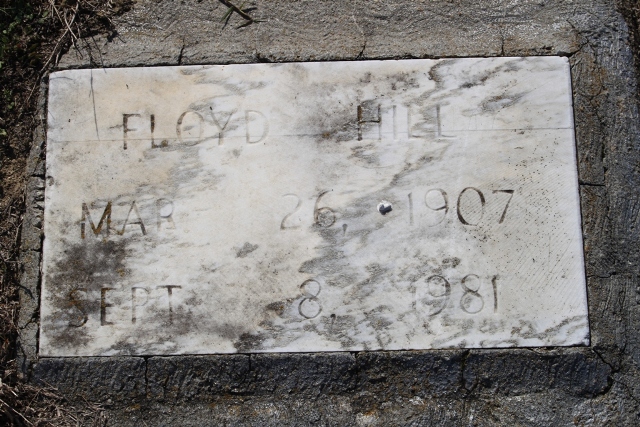 FLOYD HILL
MAR 26, 1907
SEPT. 8, 1981